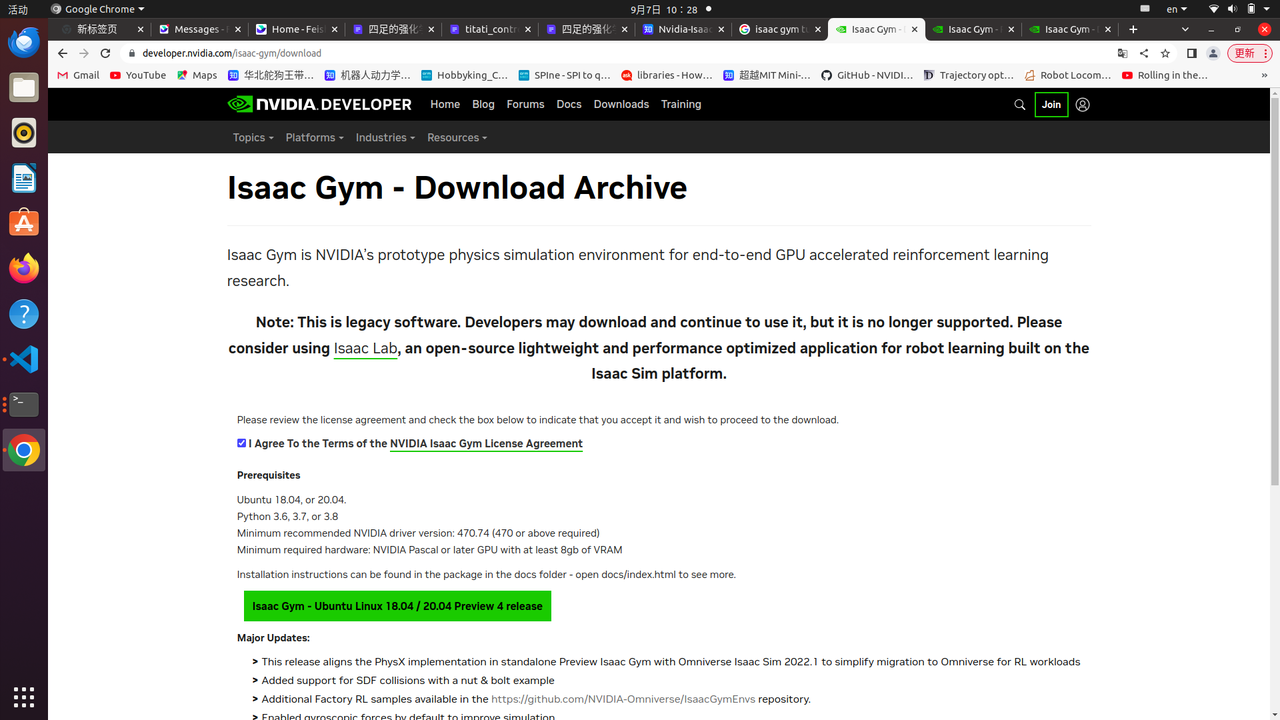 活动
Google Chrome
9月7日 10：28
en
新标签页
Messages -
Home - Feis
四足的强化
titati_contr
四足的强化
Nvidia-Isaa
isaac gym tu
Isaac Gym -
Isaac Gym -
Isaac Gym -
developer.nvidia.com/isaac-gym/download
更新
Gmail
YouTube
Maps
华北舵狗王带...
机器人动力学...
Hobbyking_C...
SPIne - SPI to q...
libraries - How...
超越MIT Mini-...
GitHub - NVIDI...
Trajectory opt...
Robot Locom...
Rolling in the...
»
NVIDIA. DEVELOPER
Home
Blog
Forums
Docs
Downloads
Training
Join
Topics
Platforms
Industries
Resources
Isaac Gym - Download Archive
Isaac Gym is NVIDIA's prototype physics simulation environment for end-to-end GPU accelerated reinforcement learning
research.
Note: This is legacy software. Developers may download and continue to use it, but it is no longer supported. Please
consider using Isaac Lab, an open-source lightweight and performance optimized application for robot learning built on the
Isaac Sim platform.
Please review the license agreement and check the box below to indicate that you accept it and wish to proceed to the download.
I Agree To the Terms of the NVIDIA Isaac Gym License Agreement
Prerequisites
Ubuntu 18.04, or 20.04.
Python 3.6, 3.7, or 3.8
Minimum recommended NVIDIA driver version: 470.74 (470 or above required)
Minimum required hardware: NVIDIA Pascal or later GPU with at least 8gb of VRAM
Installation instructions can be found in the package in the docs folder - open docs/index.html to see more.
Isaac Gym - Ubuntu Linux 18.04 / 20.04 Preview 4 release
Major Updates:
> This release aligns the PhysX implementation in standalone Preview Isaac Gym with Omniverse Isaac Sim 2022.1 to simplify migration to Omniverse for RL workloads
> Added support for SDF collisions with a nut & bolt example
> Additional Factory RL samples available in the https://github.com/NVIDIA-Omniverse/IsaacGymEnvs repository.
> Enabled gyroscopic forces by default to improve simulation